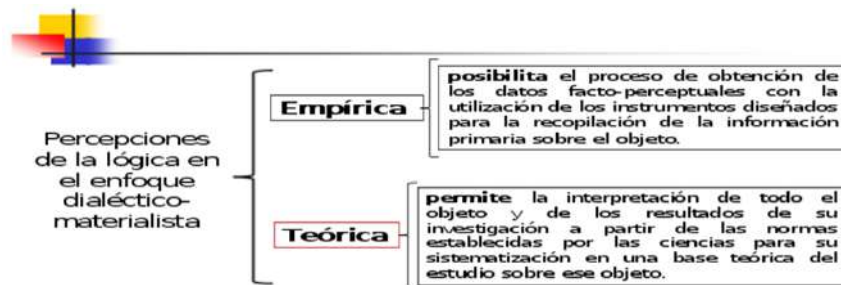 Percepciones
de la lógica en
el enfoque
dialéctico-
materialista
Empírica
posibilita el proceso de obtención de
los datos facto-perceptuales con la
utilización de los instrumentos diseñados
para la recopilación de la información
primaria sobre el objeto.
Teórica
permite la interpretación de todo el
objeto y de los resultados de su
investigación a partir de las normas
establecidas por las ciencias para su
sistematización en una base teórica del
estudio sobre ese objeto.